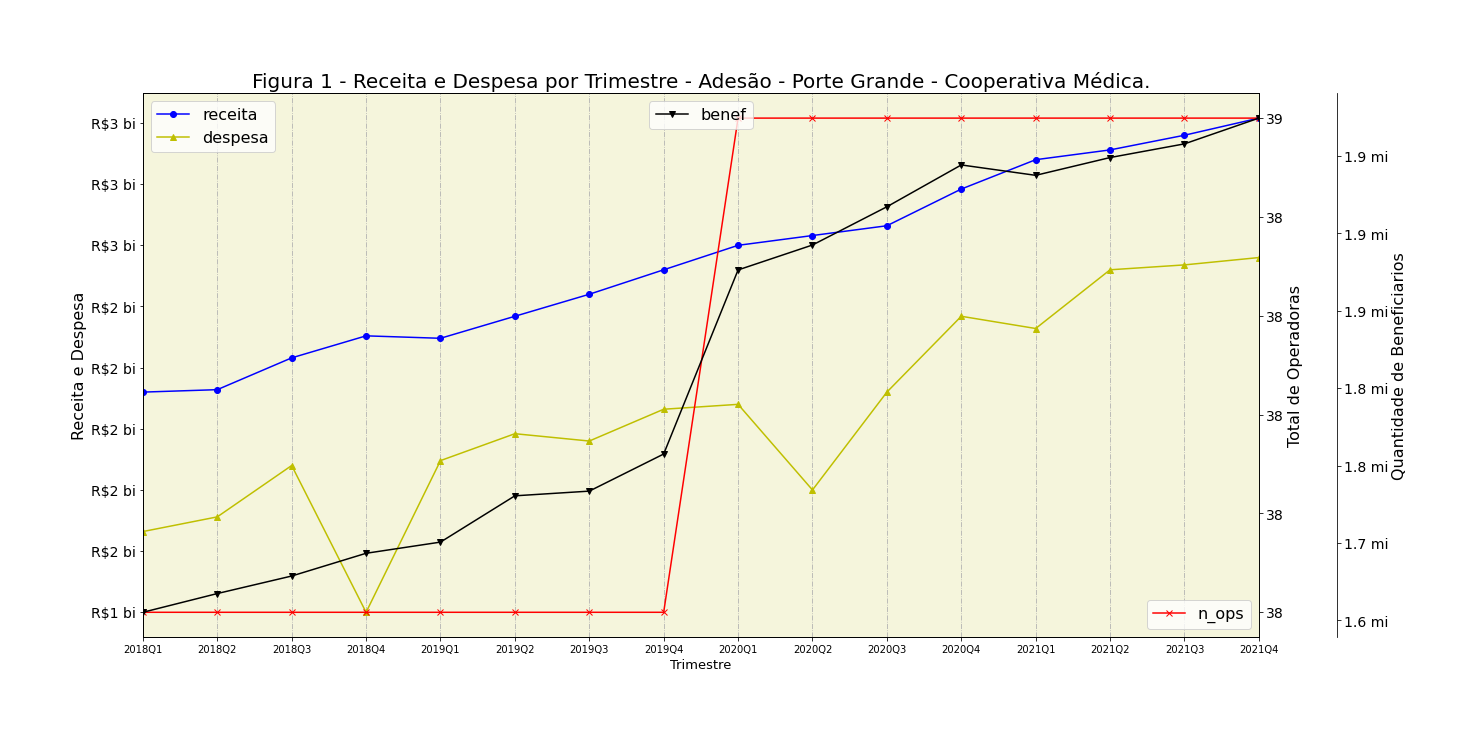 Figura 1 - Receita e Despesa por Trimestre - Adesão - Porte Grande - Cooperativa Médica.
receita
despesa
benef
n_ops
Receita e Despesa
R$3 bi
R$3 bi
R$3 bi
R$2 bi
R$2 bi
R$2 bi
R$2 bi
R$2 bi
R$1 bi
39
38
38
38
38
38
Total de Operadoras
1.9 mi
1.9 mi
1.9 mi
1.8 mi
1.8 mi
1.7 mi
1.6 mi
Quantidade de Beneficiarios
2018Q1 2018Q2 2018Q3 2018Q4 2019Q1 2019Q2 2019Q3 2019Q4 2020Q1 2020Q2 2020Q3 2020Q4 2021Q1 2021Q2 2021Q3 2021Q4
Trimestre